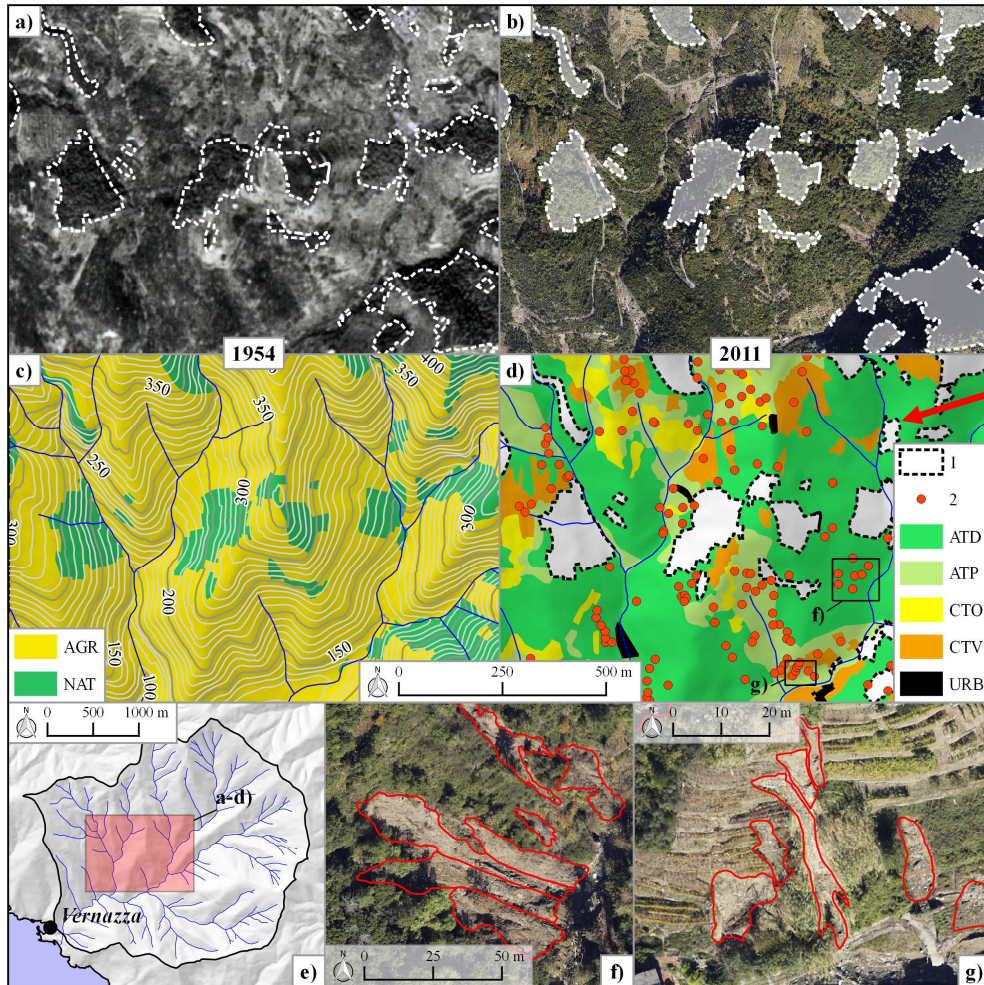 a)
b)
1954
2011
c)
350
350
350
400
250
300
300
300
200
150
150
100
AGR
NAT
0 250 500 m
d)
1
2
ATD
ATP
CTO
CTV
URB
f)
g)
0 500 1000 m
a-d)
Vernazza
e)
0 25 50 m
f)
0 10 20 m
g)